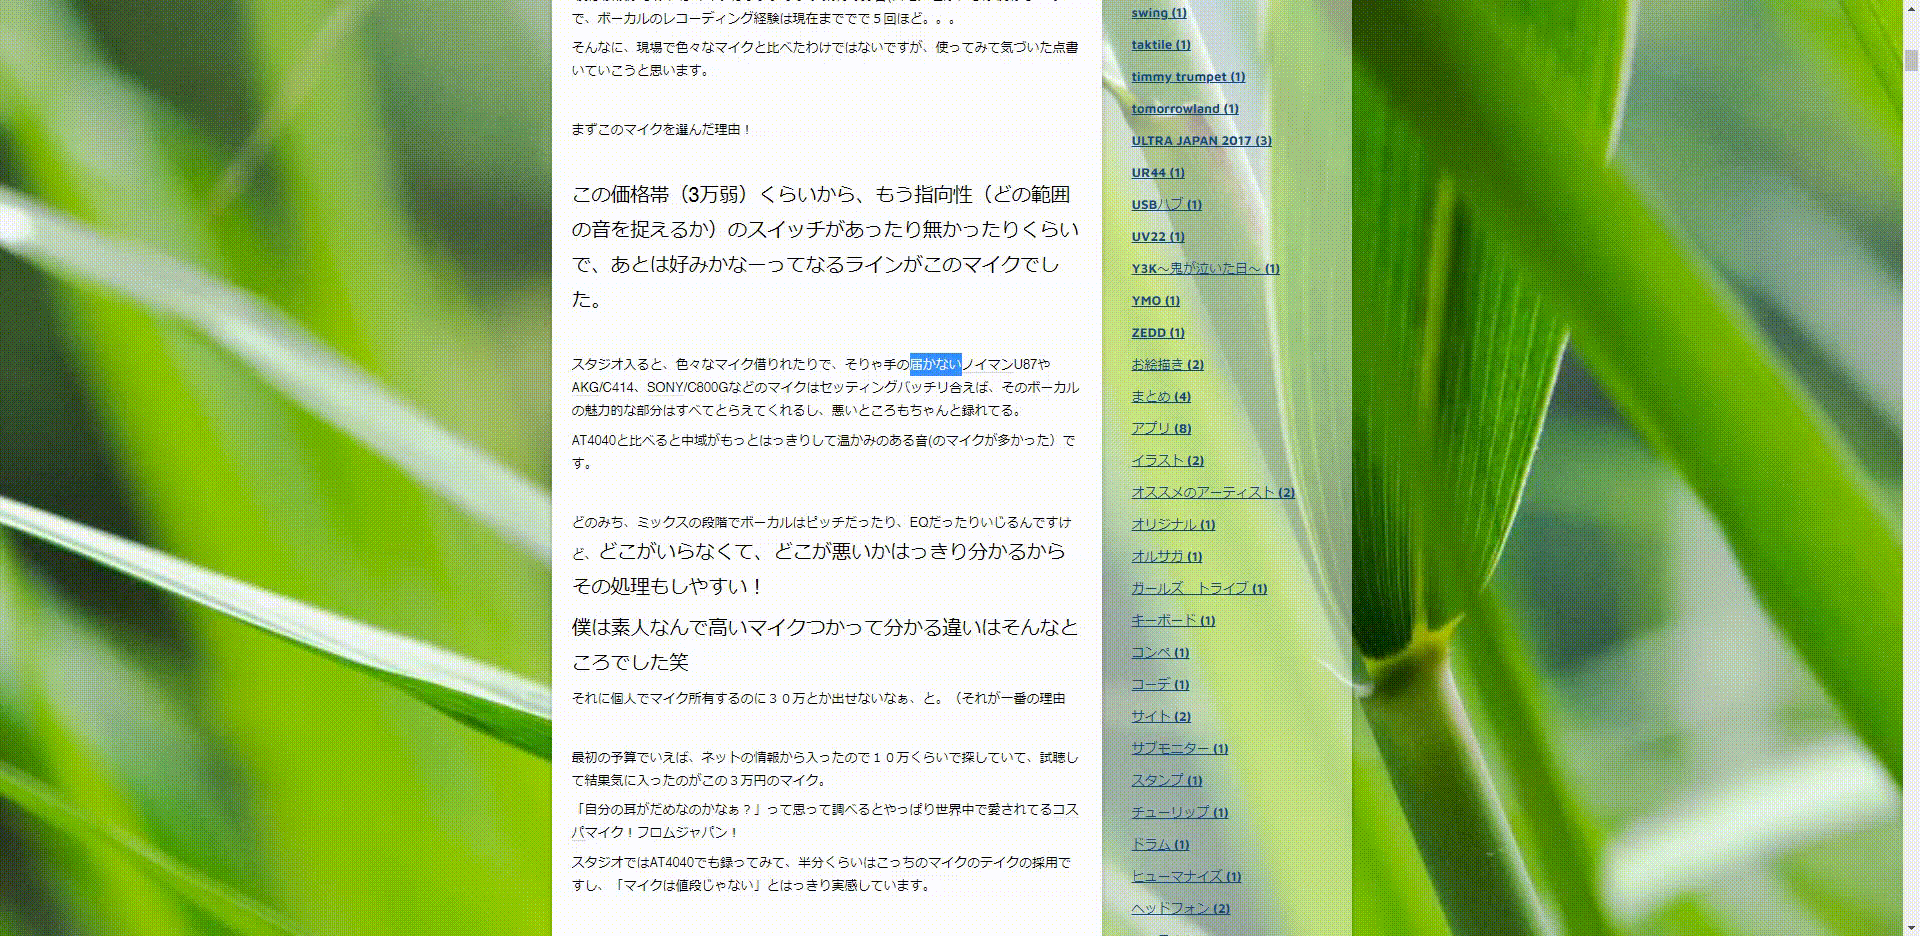 で、ボーカルのレコーディング経験は現在まででで５回ほど。。。
そんなに、現場で色々なマイクと比べたわけではないですが、使ってみて気づいた点書
いていこうと思います。
まずこのマイクを選んだ理由！
この価格帯（3万弱）くらいから、もう指向性（どの範囲
の音を捉えるか）のスイッチがあったり無かったりくらい
で、あとは好みかなーってなるラインがこのマイクでし
た。
スタジオ入ると、色々なマイク借りれたりで、そりゃ手の届かないノイマンU87や
AKG/C414、SONY/C800Gなどのマイクはセッティングバッチリ合えば、そのボーカル
の魅力的な部分はすべてとらえてくれるし、悪いところもちゃんと録れてる。
AT4040と比べると中域がもっとはっきりして温かみのある音(のマイクが多かった）で
す。
どのみち、ミックスの段階でボーカルはピッチだったり、EQだったりいじるんですけ
ど、どこがいらなくて、どこが悪いかはっきり分かるから
その処理もしやすい！
僕は素人なんで高いマイクつかって分かる違いはそんなと
ころでした笑
それに個人でマイク所有するのに３０万とか出せないなぁ、と。（それが一番の理由
最初の予算でいえば、ネットの情報から入ったので１０万くらいで探していて、試聴し
て結果気に入ったのがこの３万円のマイク。
「自分の耳がだめなのかなぁ？」って思って調べるとやっぱり世界中で愛されてるコス
パマイク！フロムジャパン！
スタジオではAT4040でも録ってみて、半分くらいはこっちのマイクのテイクの採用で
すし、「マイクは値段じゃない」とはっきり実感しています。
swing (1)
taktile (1)
timmy trumpet (1)
tomorrowland (1)
ULTRA JAPAN 2017 (3)
UR44 (1)
USBハブ (1)
UV22 (1)
Y3K～鬼が泣いた日～ (1)
YMO (1)
ZEDD (1)
お絵描き (2)
まとめ (4)
アプリ (8)
イラスト (2)
オススメのアーティスト (2)
オリジナル (1)
オルサガ (1)
ガールズ　トライブ (1)
キーボード (1)
コンペ (1)
コーデ (1)
サイト (2)
サブモニター (1)
スタンプ (1)
チューリップ (1)
ドラム (1)
ヒューマナイズ (1)
ヘッドフォン (2)